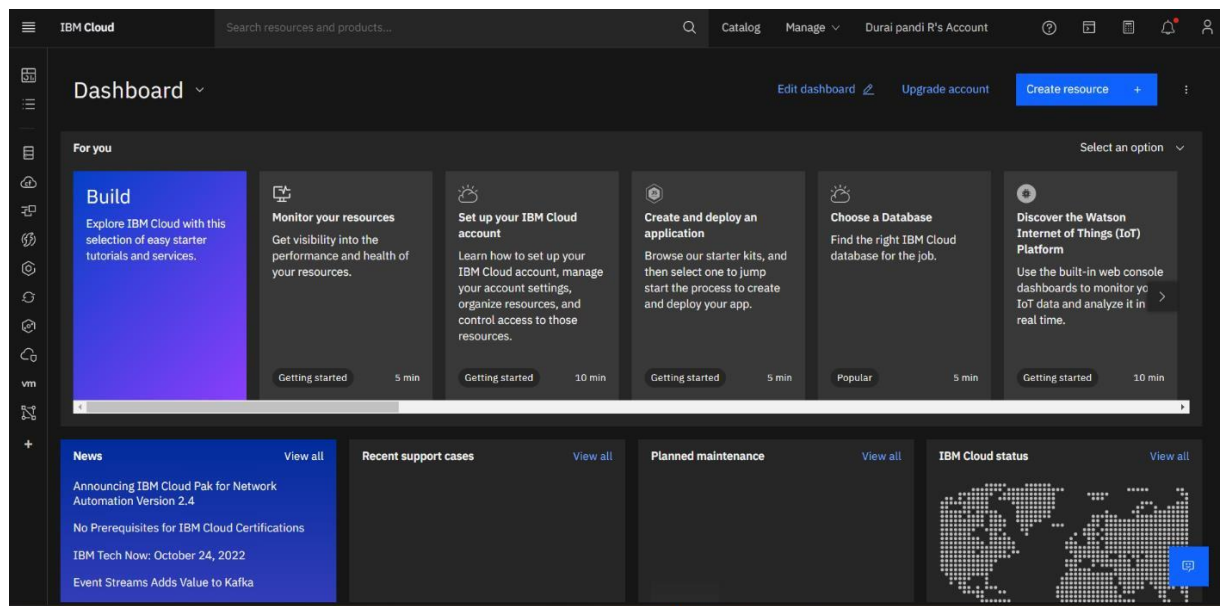 IBM Cloud
Search resources and products...
Catalog
Manage
Durai pandi R's Account
Dashboard
Edit dashboard
Upgrade account
Create resource +
For you
Select an option
Build
Explore IBM Cloud with this
selection of easy starter
tutorials and services.
Monitor your resources
Get visibility into the
performance and health of
your resources.
Getting started
5 min
Set up your IBM Cloud
account
Learn how to set up your
IBM Cloud account, manage
your account settings,
organize resources, and
control access to those
resources.
Getting started
10 min
Create and deploy an
application
Browse our starter kits, and
then select one to jump
start the process to create
and deploy your app.
Getting started
5 min
Choose a Database
Find the right IBM Cloud
database for the job.
Popular
5 min
Discover the Watson
Internet of Things (IoT)
Platform
Use the built-in web console
dashboards to monitor yo
IoT data and analyze it in
real time.
Getting started
10 min
vm
News
View all
Announcing IBM Cloud Pak for Network
Automation Version 2.4
No Prerequisites for IBM Cloud Certifications
IBM Tech Now: October 24, 2022
Event Streams Adds Value to Kafka
Recent support cases
View all
Planned maintenance
View all
IBM Cloud status
View all